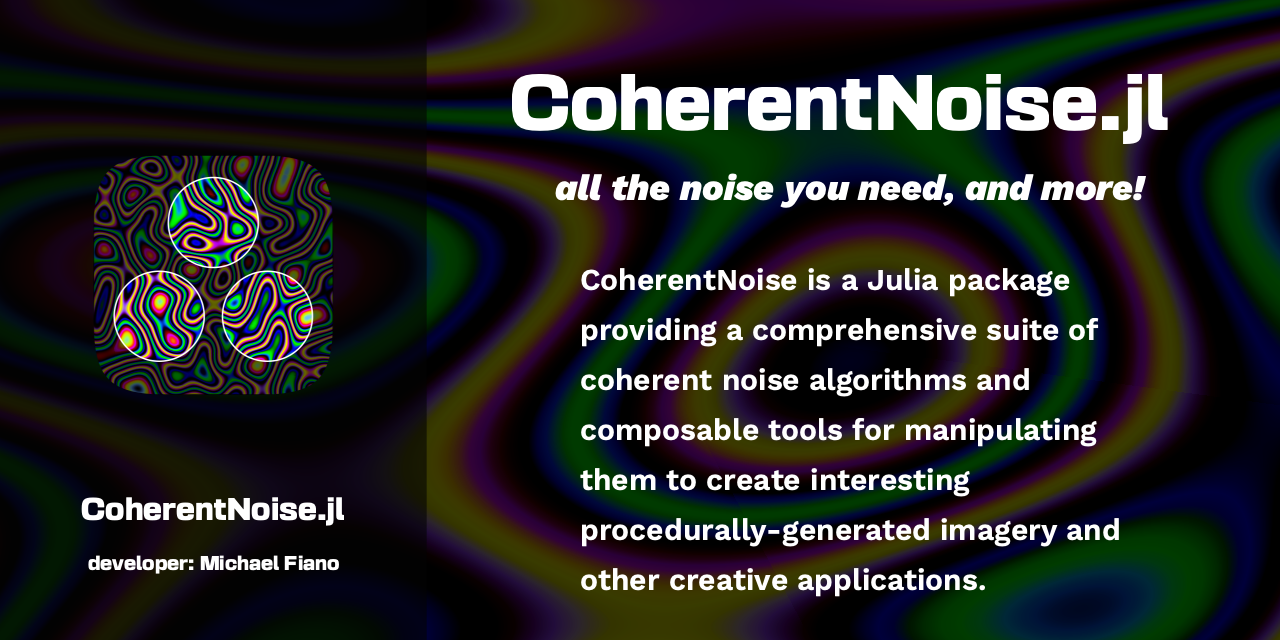 CoherentNoise.jl
developer: Michael Fiano
CoherentNoise.jl
all the noise you need, and more!
CoherentNoise is a Julia package
providing a comprehensive suite of
coherent noise algorithms and
composable tools for manipulating
them to create interesting
procedurally-generated imagery and
other creative applications.